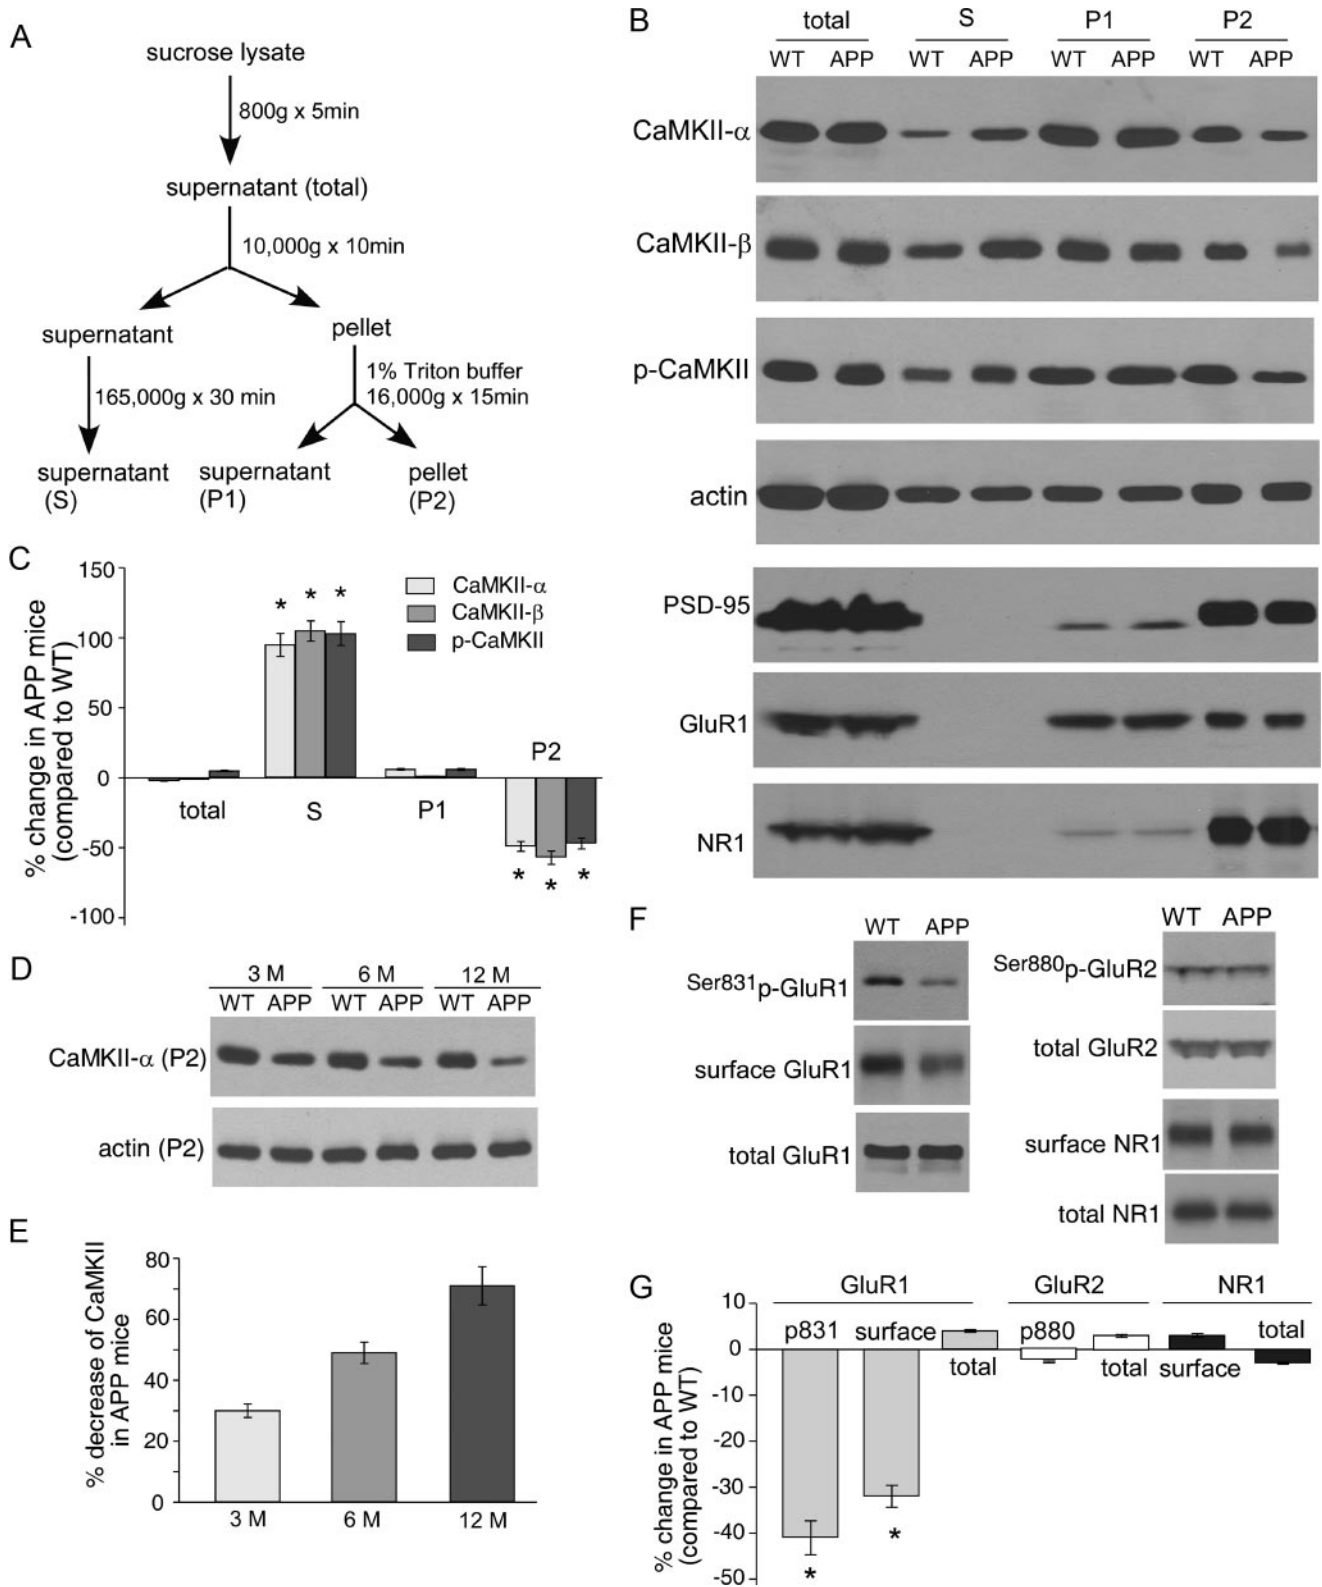 A
sucrose lysate
800g x 5min
supernatant (total)
10,000g x 10min
supernatant
pellet
1% Triton buffer
165,000g x 30 min
16,000g x 15min
supernatant
(S)
supernatant
(P1)
pellet
(P2)
B
total S P1 P2
WT APP WT APP WT APP WT APP
CaMKII-α
CaMKII-β
p-CaMKII
actin
PSD-95
GluR1
NR1
C
% change in APP mice
(compared to WT)
150
100
50
0
-50
-100
CaMKII-α
CaMKII-β
p-CaMKII
* * *
total
S
P1
P2
* * *
D
3 M 6 M 12 M
WT APP WT APP WT APP
CaMKII-α (P2)
actin (P2)
E
% decrease of CaMKII
in APP mice
80
60
40
20
0
3 M 6 M 12 M
F
WT APP
Ser831p-GluR1
surface GluR1
total GluR1
WT APP
Ser880p-GluR2
total GluR2
surface NR1
total NR1
G
% change in APP mice
(compared to WT)
GluR1 GluR2 NR1
10
0
-10
-20
-30
-40
-50
p831 surface total p880 total surface total
* *